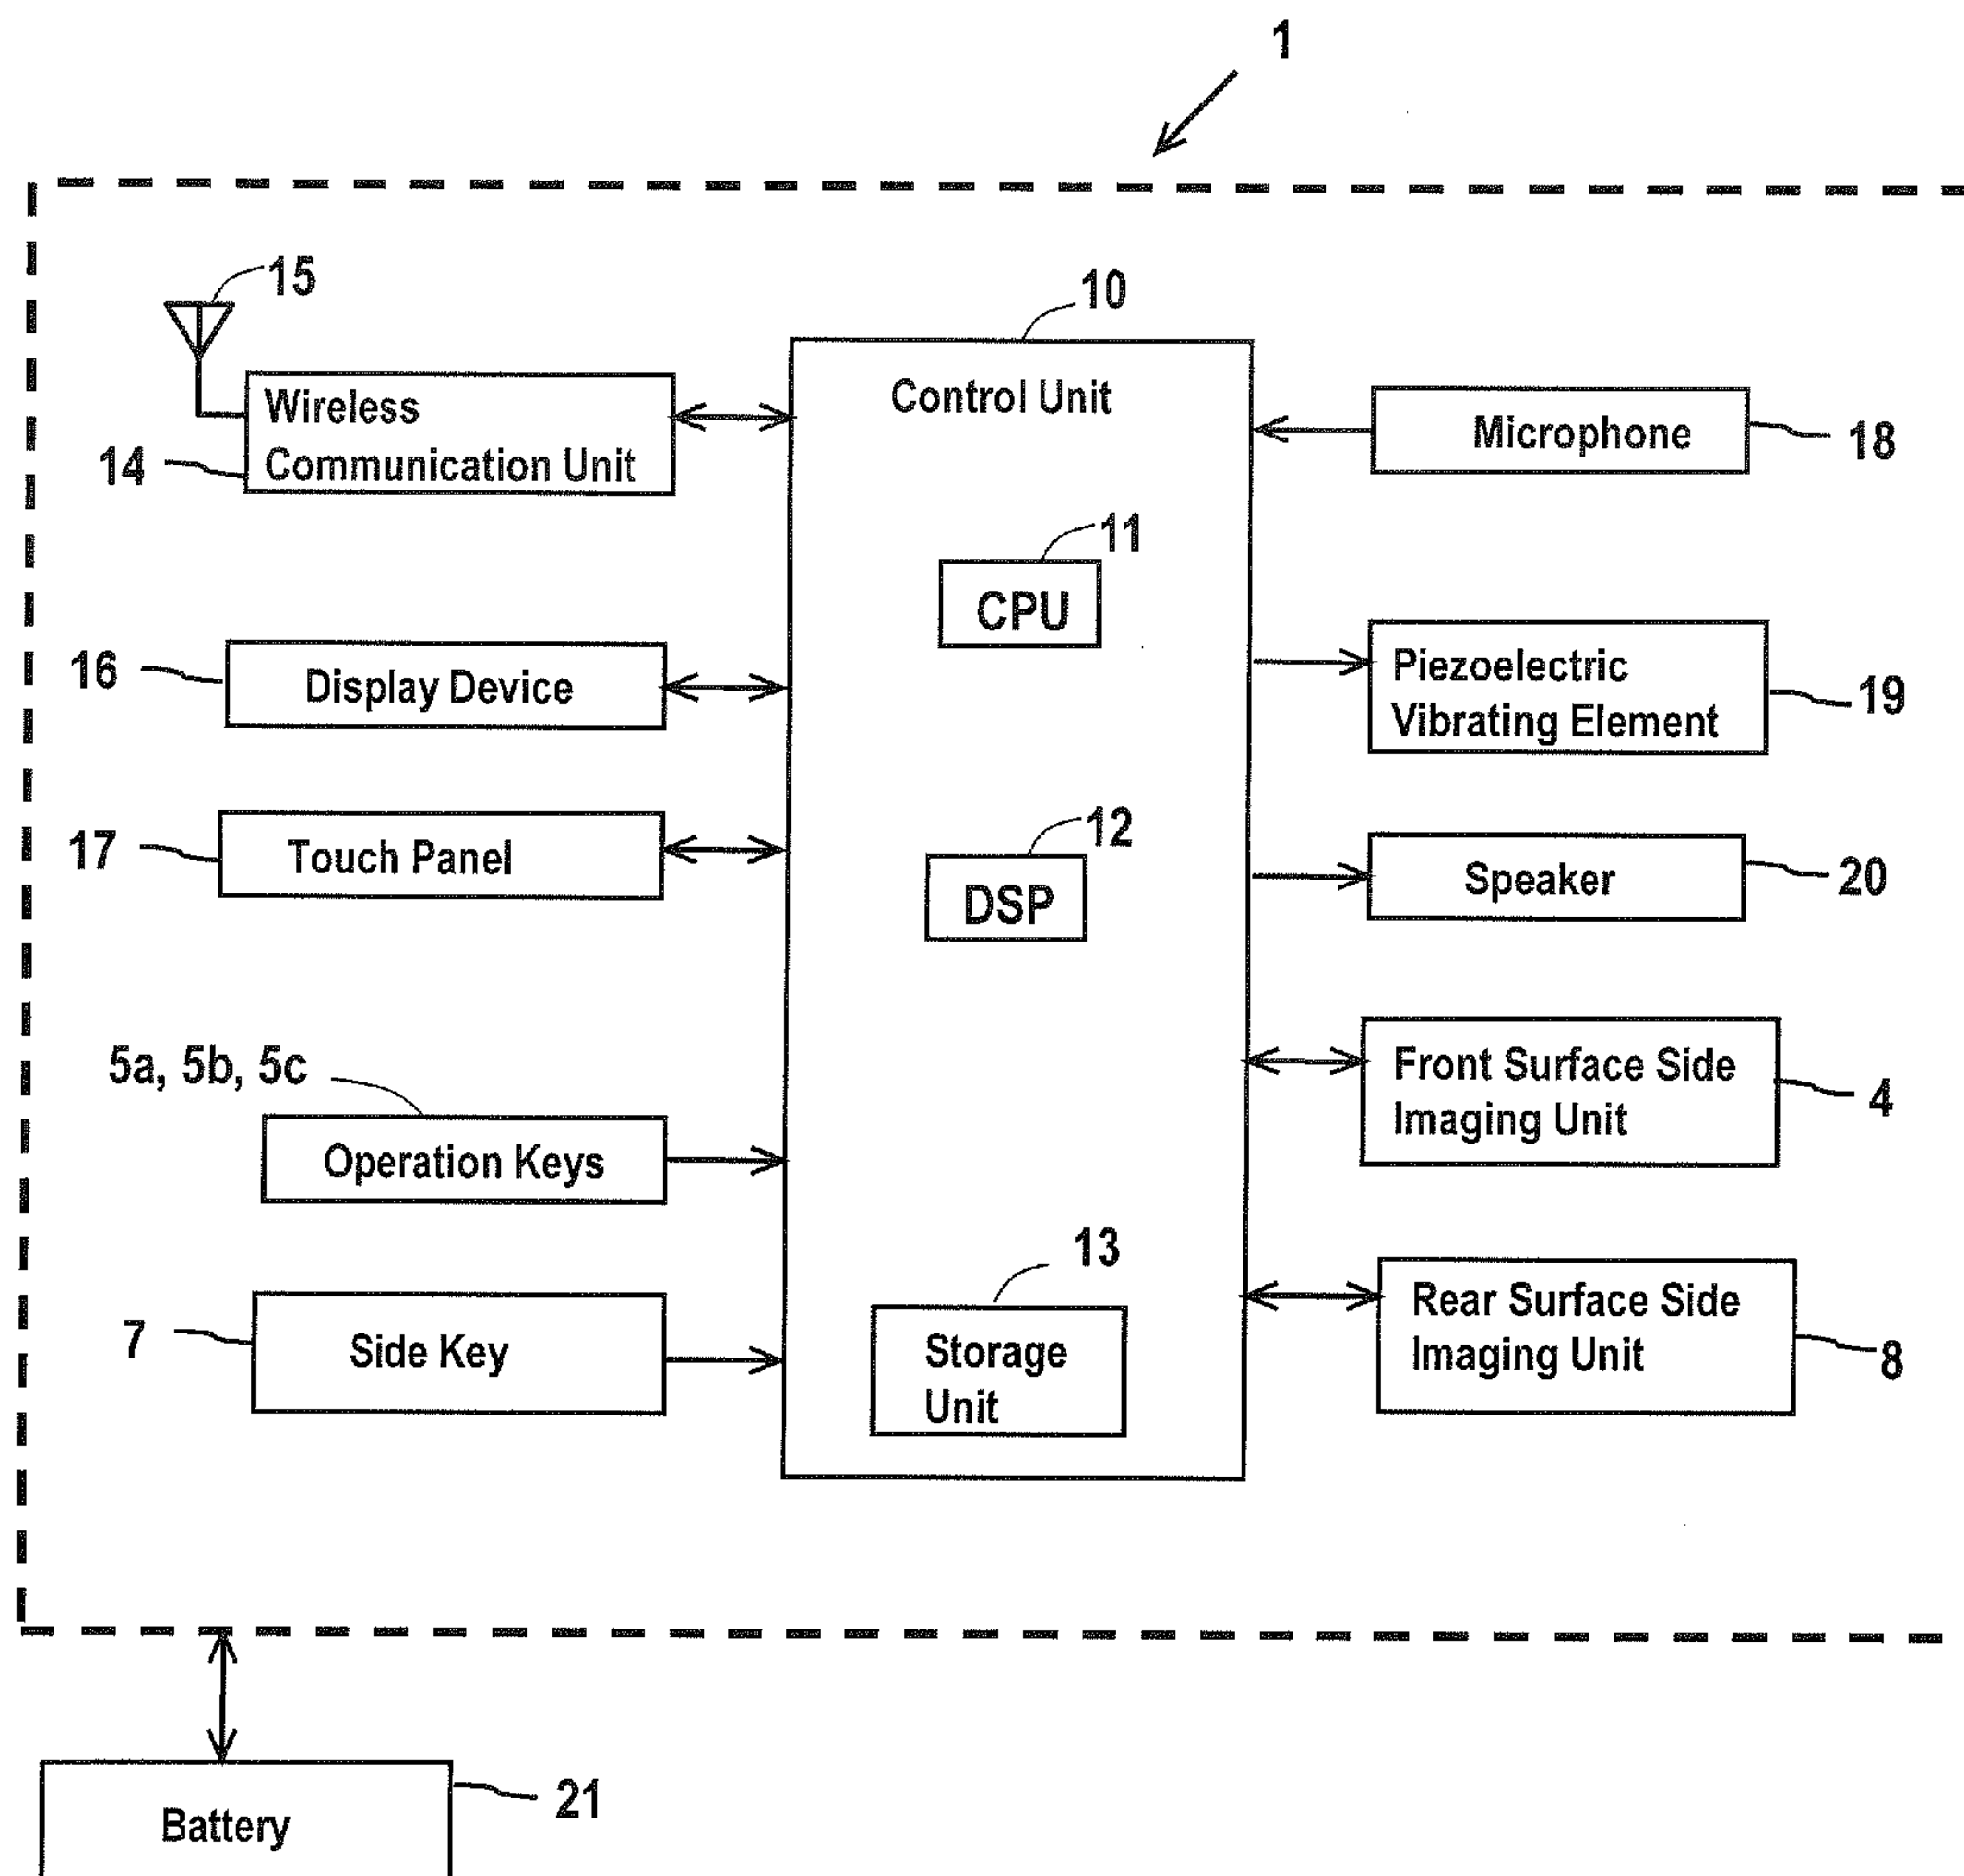 1
15
10
Wireless
Communication Unit
14
Control Unit
Microphone
18
11
CPU
16
Display Device
Piezoelectric
Vibrating Element
19
17
Touch Panel
12
DSP
Speaker
20
5a, 5b, 5c
Operation Keys
Front Surface Side
Imaging Unit
4
7
Side Key
13
Storage
Unit
Rear Surface Side
Imaging Unit
8
Battery
21